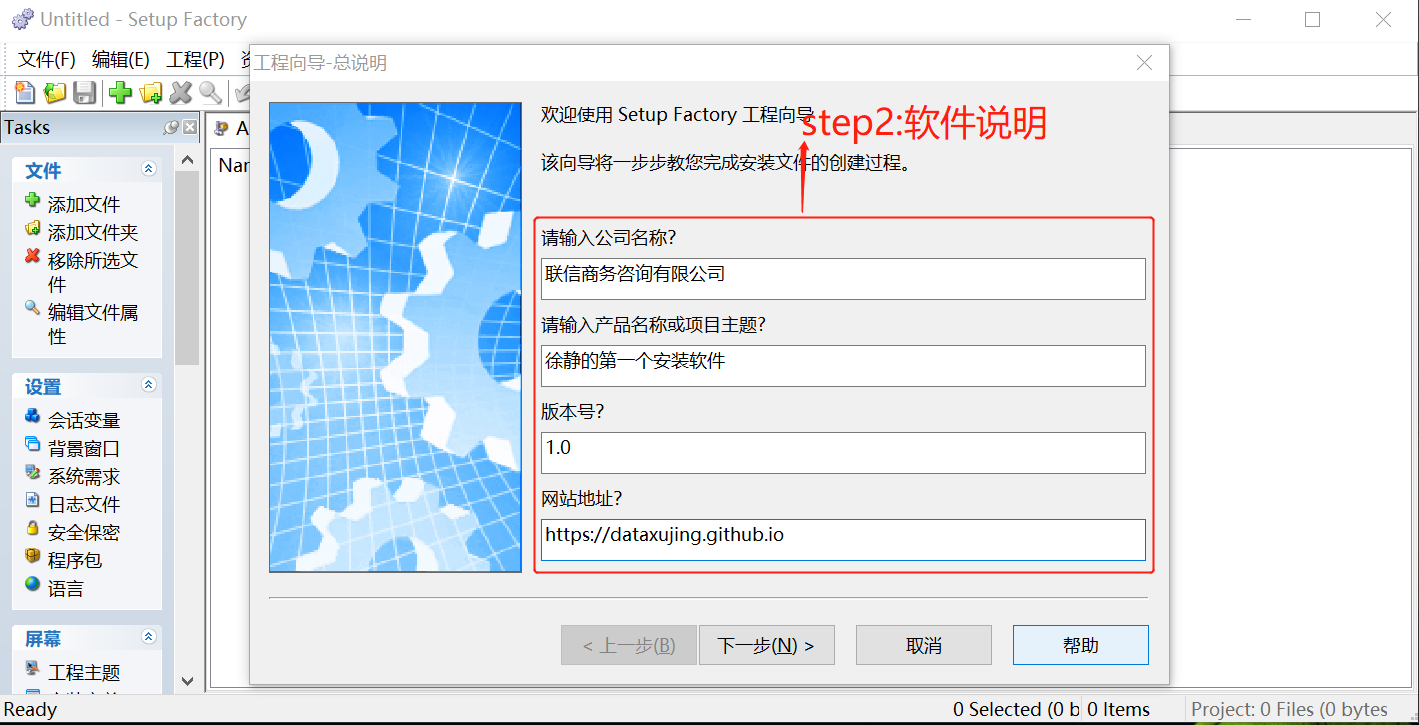 Untitled - Setup Factory
文件(F) 编辑(E) 工程(P)
工程向导-总说明
Tasks
文件
添加文件
添加文件夹
移除所选文
件
编辑文件属
性
设置
会话变量
背景窗口
系统需求
日志文件
安全保密
程序包
语言
屏幕
工程主题
欢迎使用 Setup Factory 工程向导
step2:软件说明
该向导将一步步教您完成安装文件的创建过程。
请输入公司名称?
联信商务咨询有限公司
请输入产品名称或项目主题?
徐静的第一个安装软件
版本号?
1.0
网站地址?
https://dataxujing.github.io
< 上一步(B) 下一步(N) > 取消 帮助
Ready 0 Selected (0 b 0 Items Project: 0 Files (0 bytes